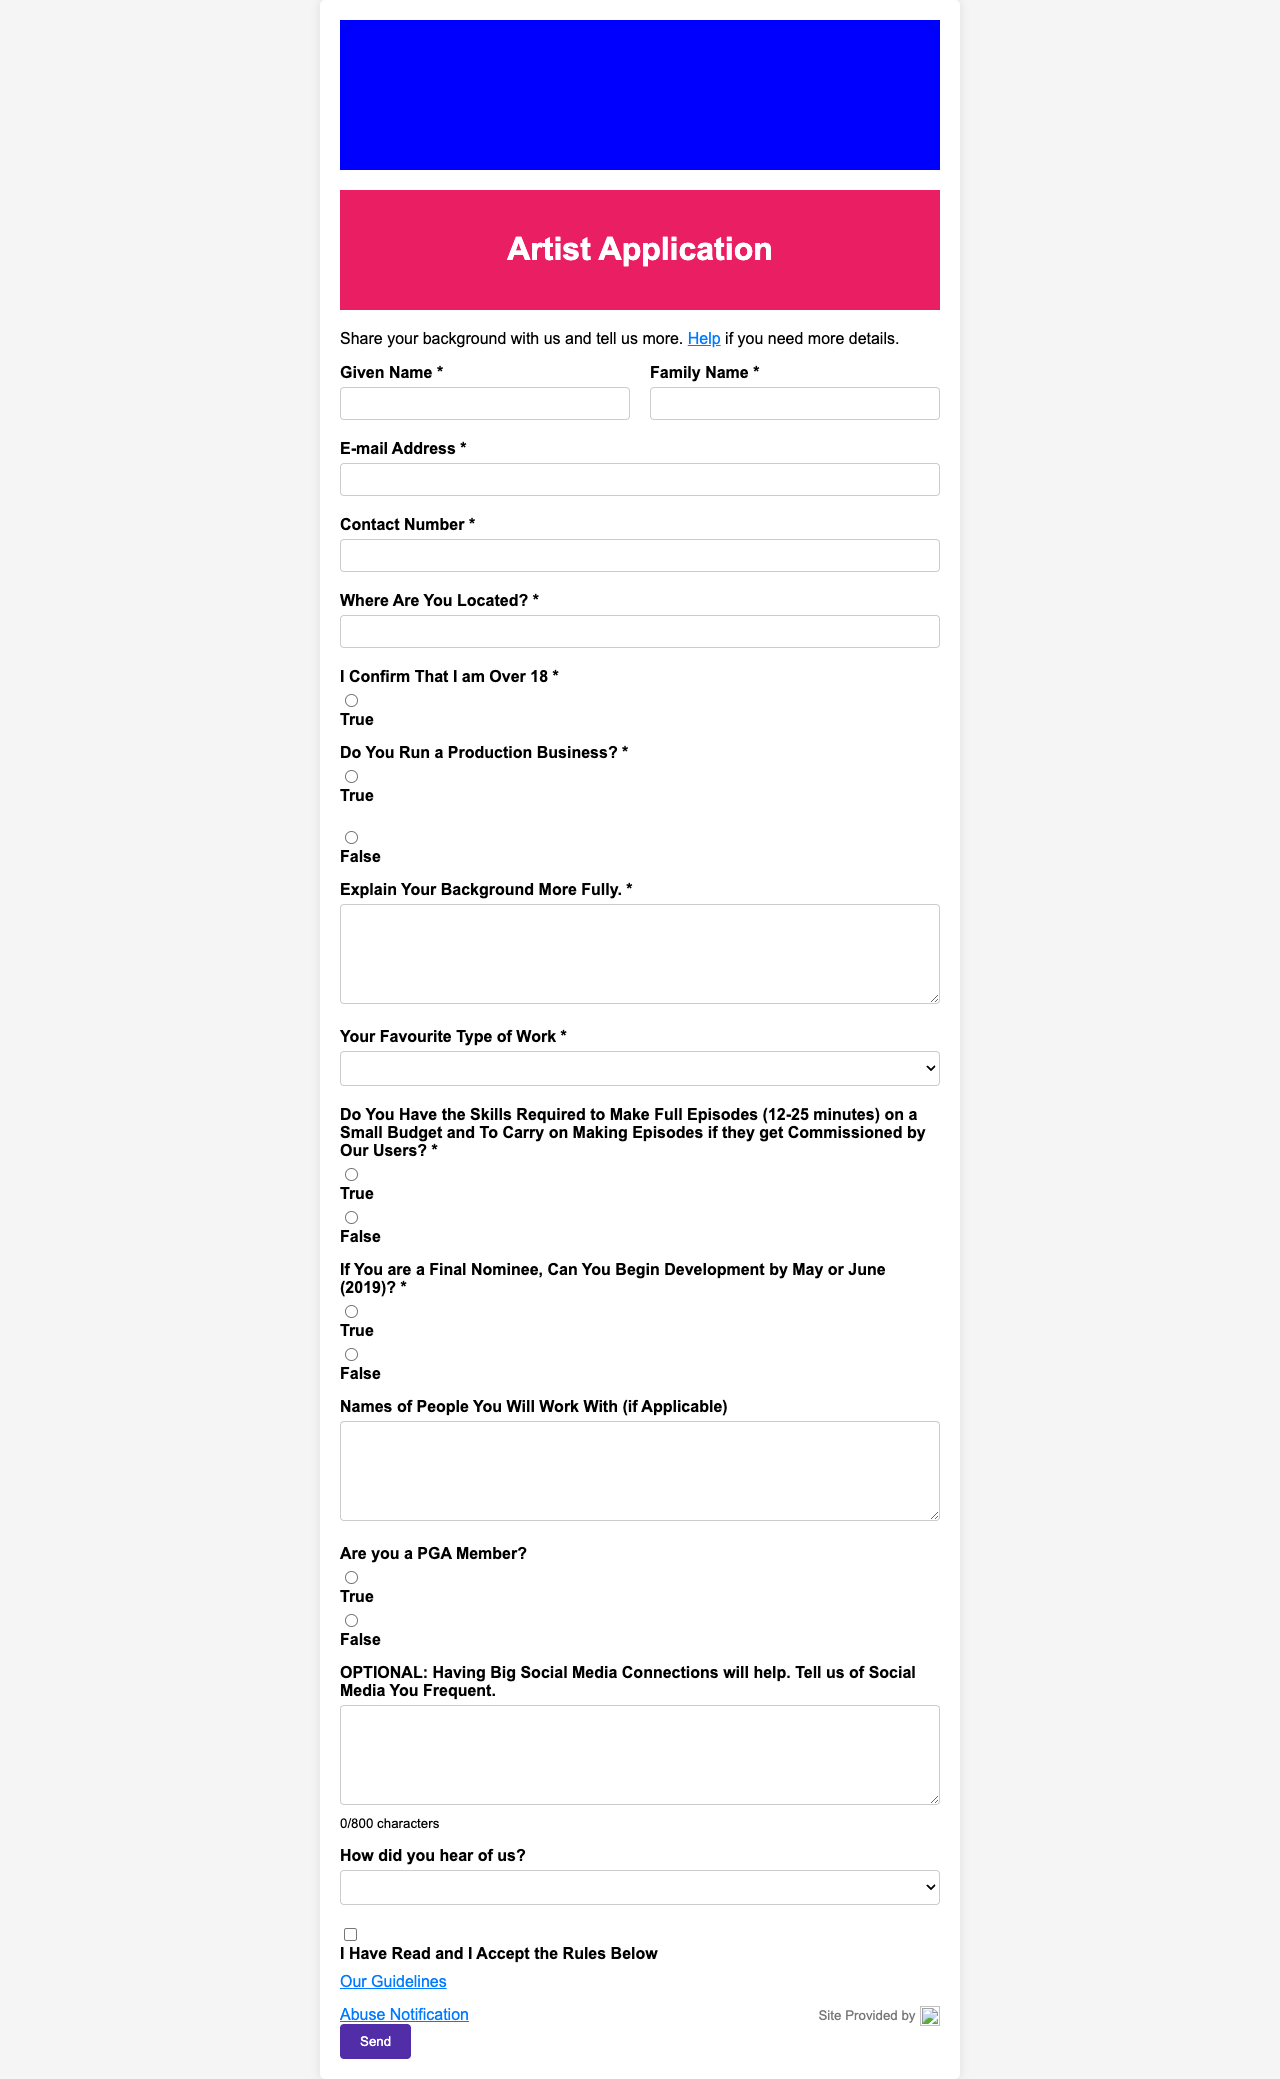 Artist Application
Share your background with us and tell us more. Help if you need more details.
Given Name *
Family Name *
E-mail Address *
Contact Number *
Where Are You Located? *
I Confirm That I am Over 18 *
True
Do You Run a Production Business? *
True
False
Explain Your Background More Fully. *
Your Favourite Type of Work *
Do You Have the Skills Required to Make Full Episodes (12-25 minutes) on a
Small Budget and To Carry on Making Episodes if they get Commissioned by
Our Users? *
True
False
If You are a Final Nominee, Can You Begin Development by May or June
(2019)? *
True
False
Names of People You Will Work With (if Applicable)
Are you a PGA Member?
True
False
OPTIONAL: Having Big Social Media Connections will help. Tell us of Social
Media You Frequent.
0/800 characters
How did you hear of us?
I Have Read and I Accept the Rules Below
Our Guidelines
Abuse Notification
Site Provided by
Send